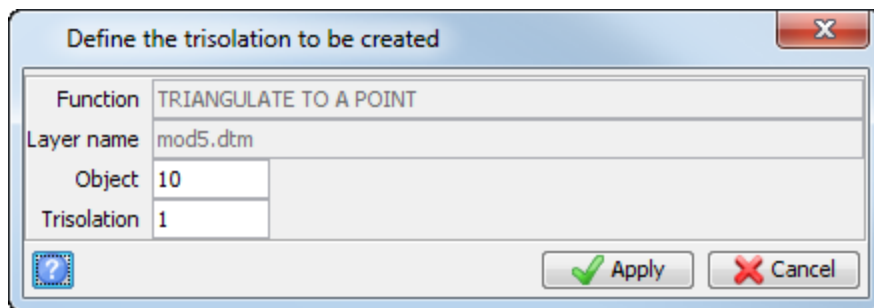 Define the trisolation to be created
Function TRIANGULATE TO A POINT
Layer name mod5.dtm
Object 10
Trisolation 1
? Apply Cancel